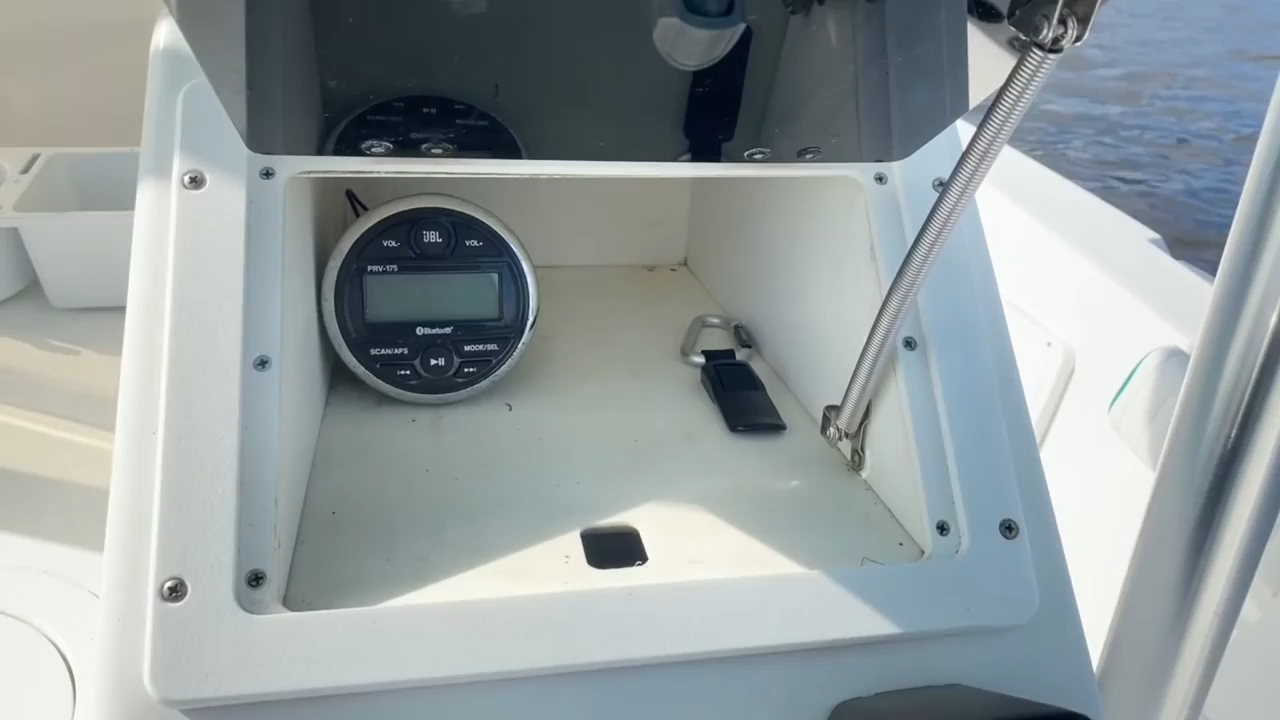 JBL
VOL- VOL+
PRV-175
Bluetooth
SCAN/APS MODE/SEL